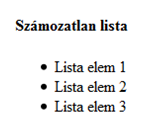 Számozatlan lista
Lista elem 1
Lista elem 2
Lista elem 3